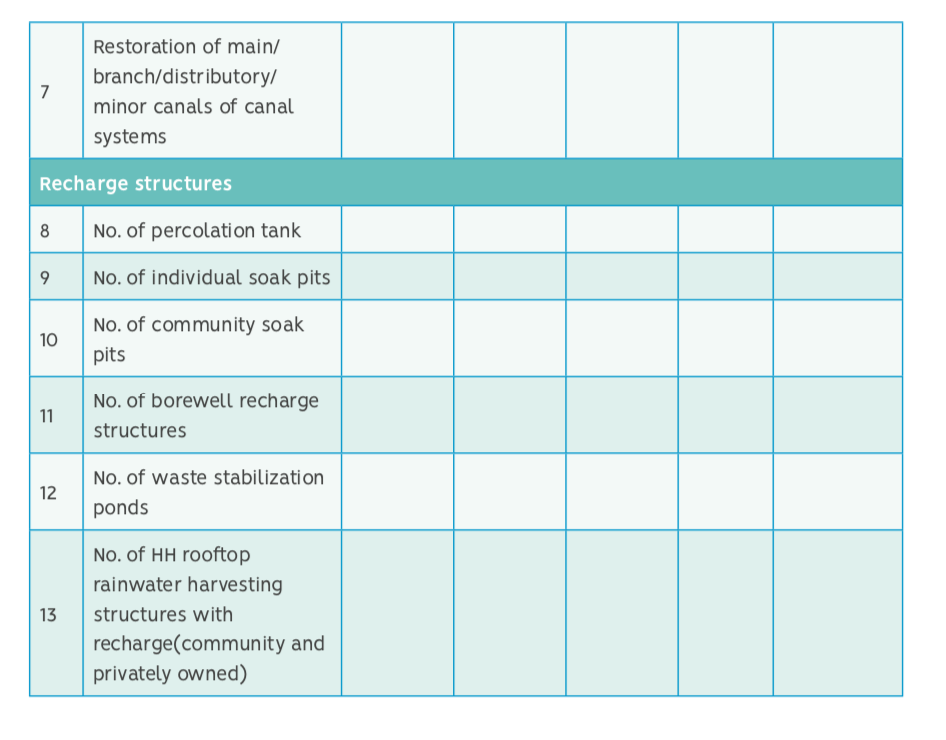 Restoration of main/
branch/distributory/
7
minor canals of canal
systems
Recharge structures
8 No. of percolation tank
9 No. of individual soak pits
No. of community soak
10
pits
No. of borewell recharge
11
structures
No. of waste stabilization
12
ponds
No. of HH rooftop
rainwater harvesting
13 structures with
recharge(community and
privately owned)